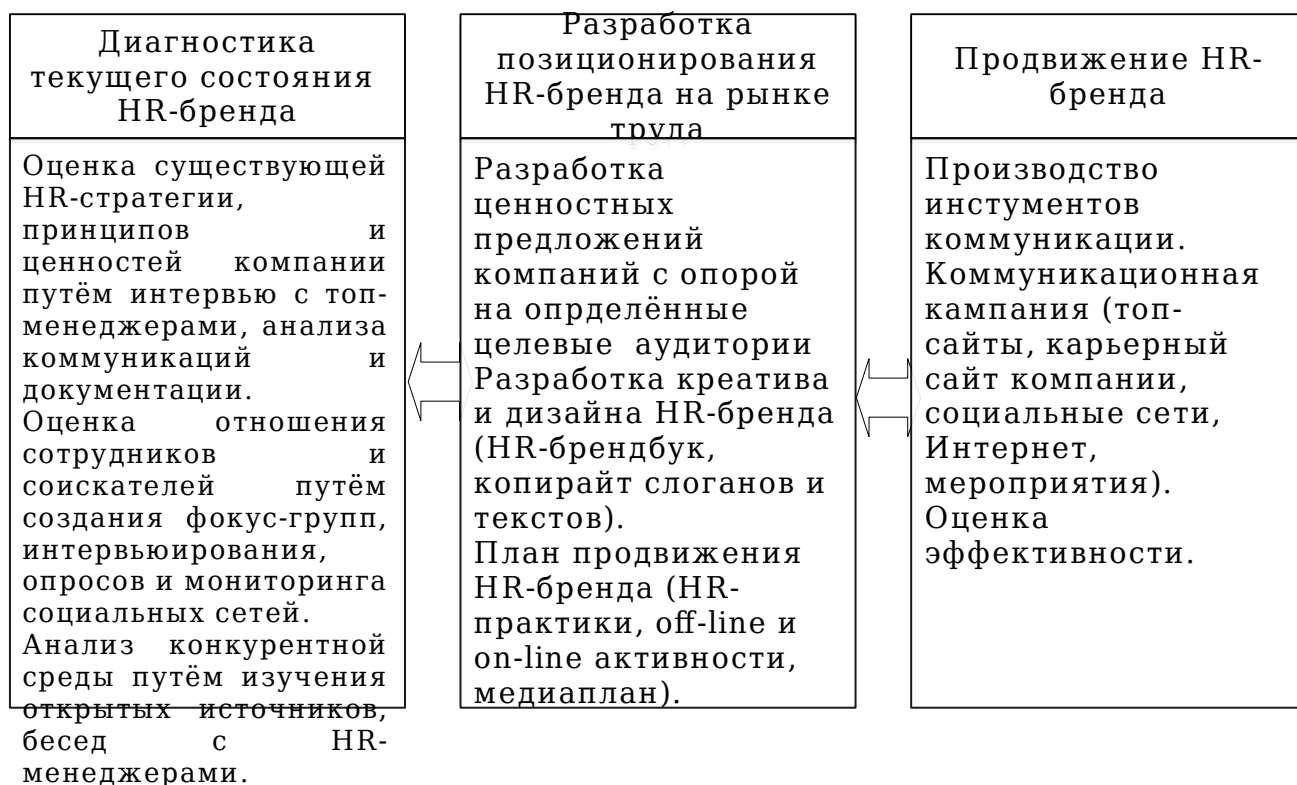 Диагностика
текущего состояния
HR-бренда
Оценка существующей
HR-стратегии,
принципов и
ценностей компании
путём интервью с топ-
менеджерами, анализа
коммуникаций и
документации.
Оценка отношения
сотрудников и
соискателей путём
создания фокус-групп,
интервьюирования,
опросов и мониторинга
социальных сетей.
Анализ конкурентной
среды путём изучения
открытых источников,
бесед с HR-
менеджерами.
Разработка
позиционирования
HR-бренда на рынке
труда
Разработка
ценностных
предложений
компаний с опорой
на опрделённые
целевые аудитории
Разработка креатива
и дизайна HR-бренда
(HR-брендбук,
копирайт слоганов и
текстов).
План продвижения
HR-бренда (HR-
практики, off-line и
on-line активности,
медиаплан).
Продвижение HR-
бренда
Производство
инстументов
коммуникации.
Коммуникационная
кампания (топ-
сайты, карьерный
сайт компании,
социальные сети,
Интернет,
мероприятия).
Оценка
эффективности.